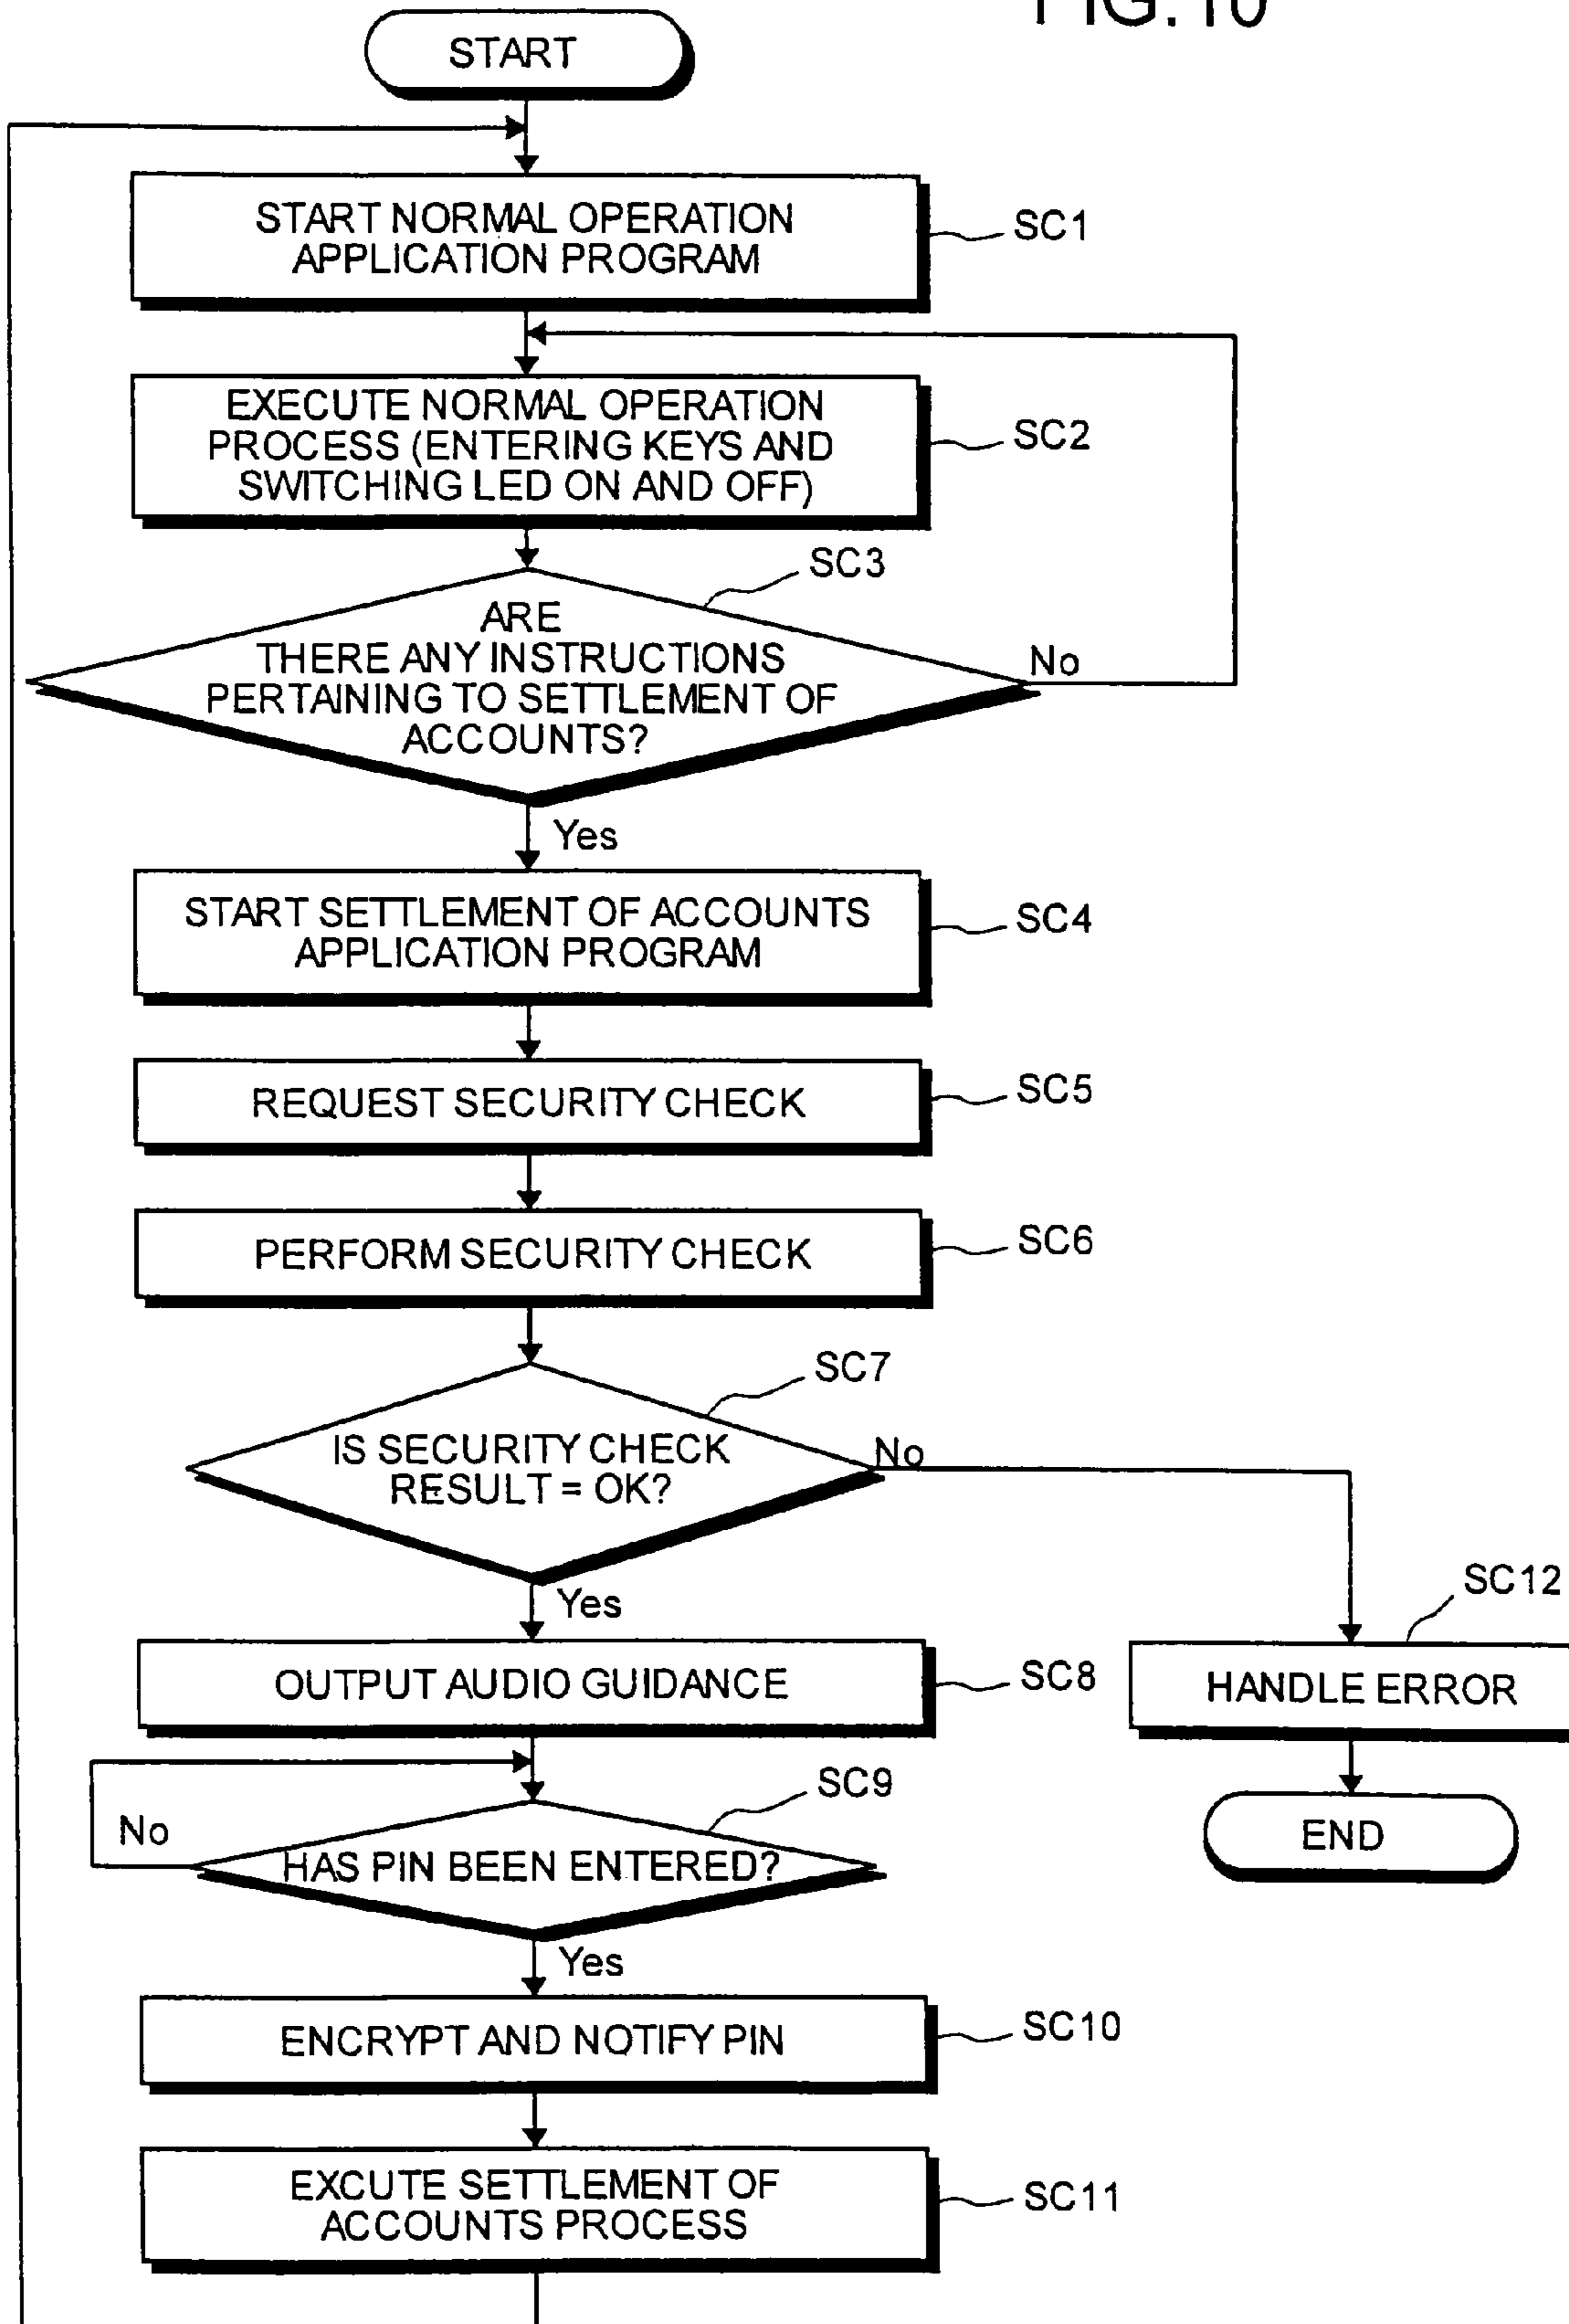 FIG.10
START
START NORMAL OPERATION
APPLICATION PROGRAM
SC1
EXECUTE NORMAL OPERATION
PROCESS (ENTERING KEYS AND
SWITCHING LED ON AND OFF)
SC2
SC3
ARE
THERE ANY INSTRUCTIONS
PERTAINING TO SETTLEMENT OF
ACCOUNTS?
No
Yes
START SETTLEMENT OF ACCOUNTS
APPLICATION PROGRAM
SC4
REQUEST SECURITY CHECK
SC5
PERFORM SECURITY CHECK
SC6
SC7
IS SECURITY CHECK
RESULT = OK?
No
Yes
SC12
OUTPUT AUDIO GUIDANCE
SC8
HANDLE ERROR
SC9
No
HAS PIN BEEN ENTERED?
END
Yes
ENCRYPT AND NOTIFY PIN
SC10
EXCUTE SETTLEMENT OF
ACCOUNTS PROCESS
SC11